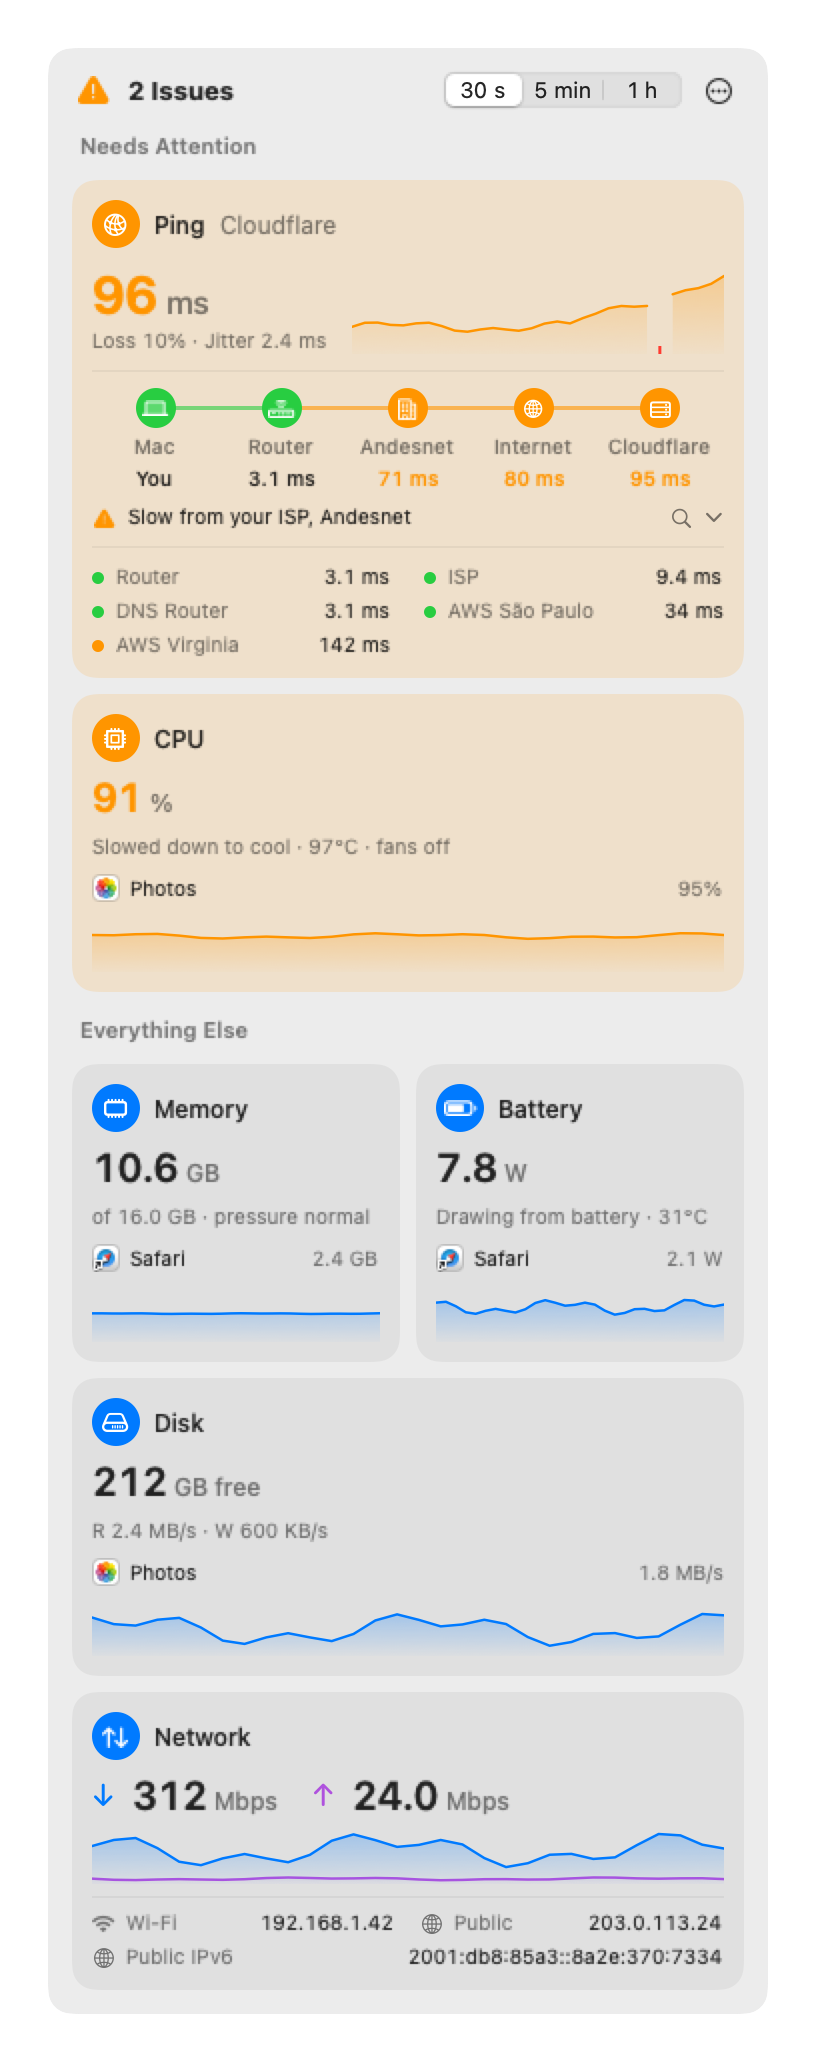 2 Issues 30 s 5 min 1 h
Needs Attention
Ping Cloudflare
96 ms
Loss 10% · Jitter 2.4 ms
Mac Router Andesnet Internet Cloudflare
You 3.1 ms 71 ms 80 ms 95 ms
Slow from your ISP, Andesnet
Router 3.1 ms ISP 9.4 ms
DNS Router 3.1 ms AWS São Paulo 34 ms
AWS Virginia 142 ms
CPU
91 %
Slowed down to cool · 97°C · fans off
Photos 95%
Everything Else
Memory Battery
10.6 GB 7.8 W
of 16.0 GB · pressure normal Drawing from battery · 31°C
Safari 2.4 GB Safari 2.1 W
Disk
212 GB free
R 2.4 MB/s · W 600 KB/s
Photos 1.8 MB/s
Network
↓ 312 Mbps ↑ 24.0 Mbps
Wi-Fi 192.168.1.42 Public 203.0.113.24
Public IPv6 2001:db8:85a3::8a2e:370:7334